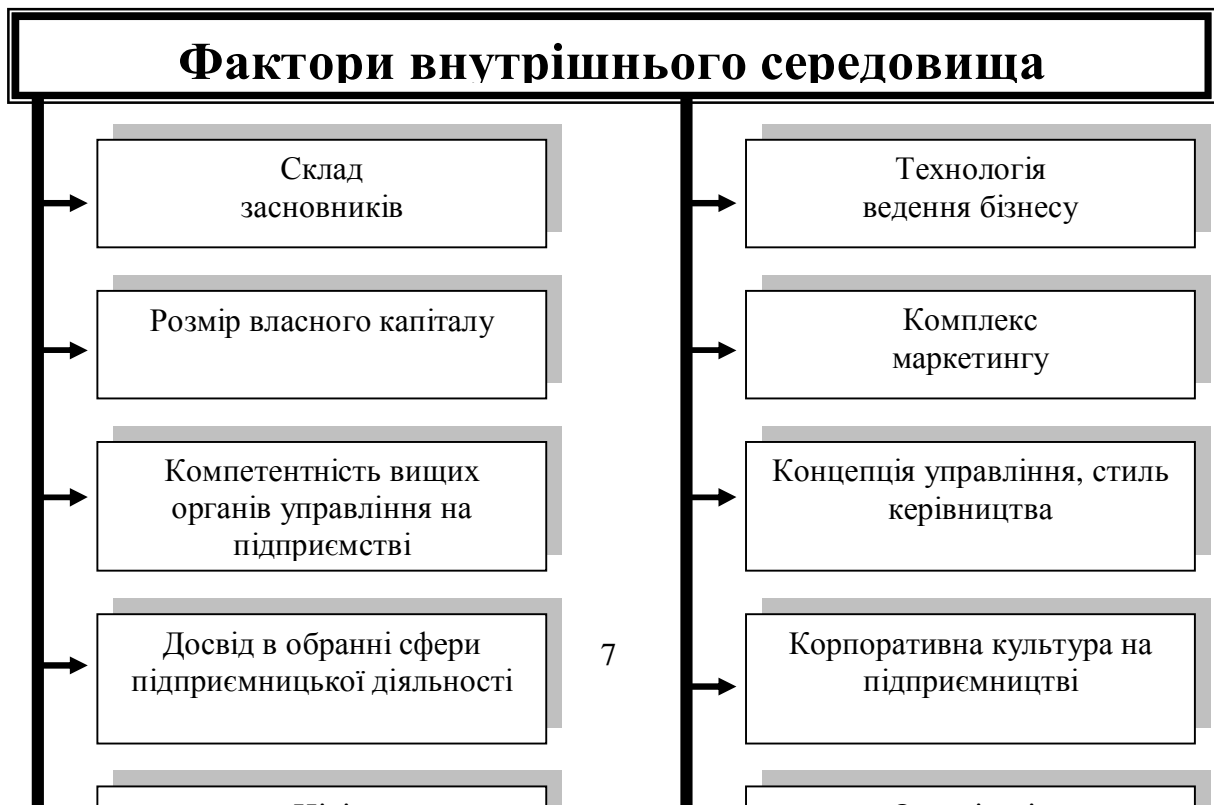 Фактори внутрішнього середовища
Склад
засновників
Розмір власного капіталу
Компетентність вищих
органів управління на
підприємстві
Досвід в обранні сфери
підприємницької діяльності
7
Технологія
ведення бізнесу
Комплекс
маркетингу
Концепція управління, стиль
керівництва
Корпоративна культура на
підприємництві